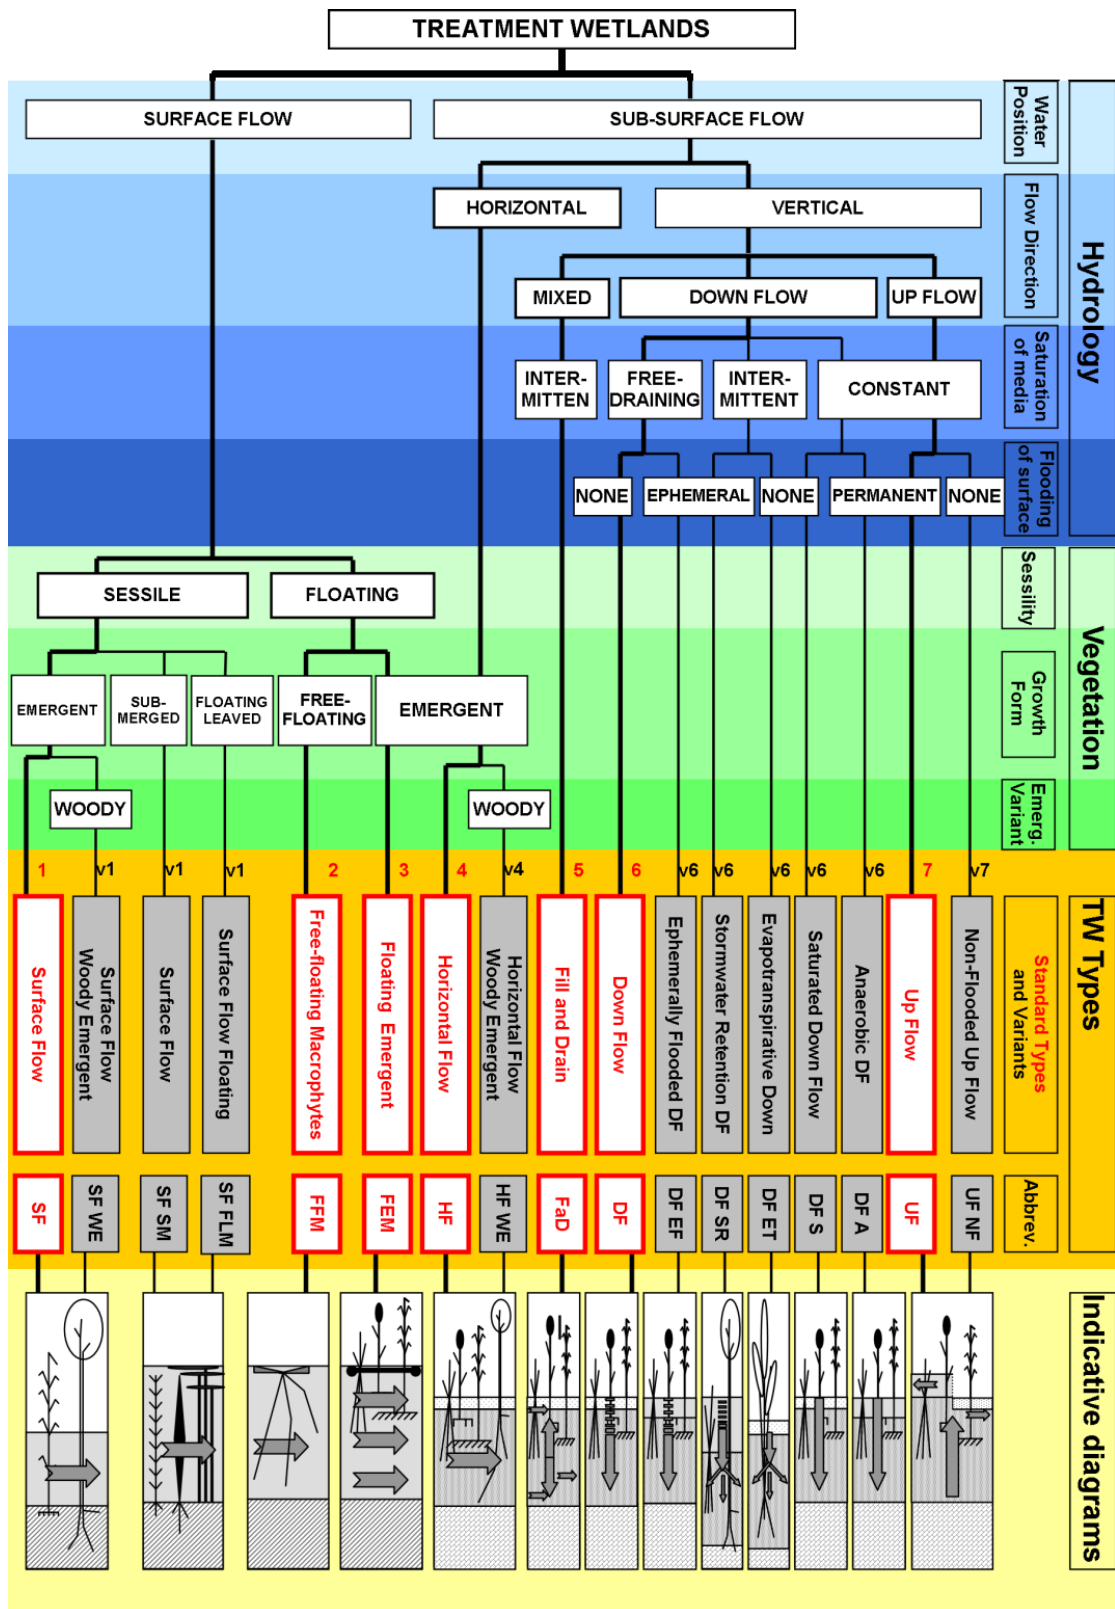 TREATMENT WETLANDS
SURFACE FLOW
SUB-SURFACE FLOW
Water
Position
Hydrology
HORIZONTAL
VERTICAL
Flow Direction
MIXED
DOWN FLOW
UP FLOW
INTER-
MITTEN
FREE-
DRAINING
INTER-
MITTENT
CONSTANT
Saturation
of media
NONE
EPHEMERAL
NONE
PERMANENT
NONE
Flooding
of surface
SESSILE
FLOATING
Sessility
Vegetation
EMERGENT
SUB-
MERGED
FLOATING
LEAVED
FREE-
FLOATING
EMERGENT
Growth
Form
WOODY
WOODY
Emerg.
Variant
1
v1
v1
v1
2
3
4
v4
5
6
v6
v6
v6
v6
v6
7
v7
TW Types
Surface Flow
Surface Flow
Woody Emergent
Surface Flow
Surface Flow Floating
Free-floating Macrophytes
Floating Emergent
Horizontal Flow
Horizontal Flow
Woody Emergent
Fill and Drain
Down Flow
Ephemerally Flooded DF
Stormwater Retention DF
Evapotranspirative Down
Saturated Down Flow
Anaerobic DF
Up Flow
Non-Flooded Up Flow
Standard Types
and Variants
SF
SF WE
SF SM
SF FLM
FFM
FEM
HF
HF WE
FaD
DF
DF EF
DF SR
DF ET
DF S
DF A
UF
UF NF
Abbrev.
Indicative diagrams